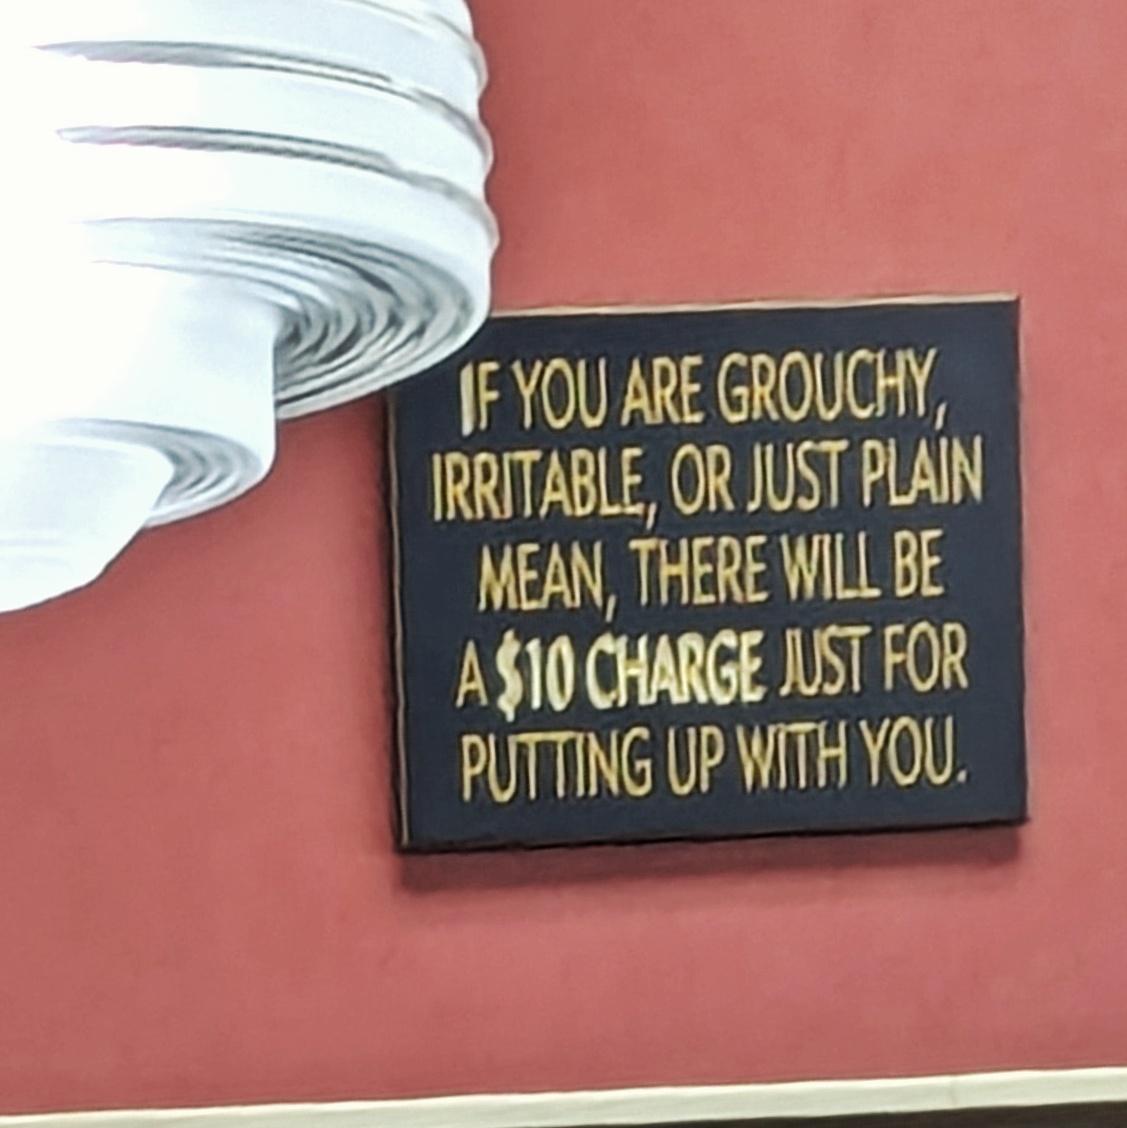 IF YOU ARE GROUCHY,
IRRITABLE, OR JUST PLAIN
MEAN, THERE WILL BE
A $10 CHARGE JUST FOR
PUTTING UP WITH YOU.